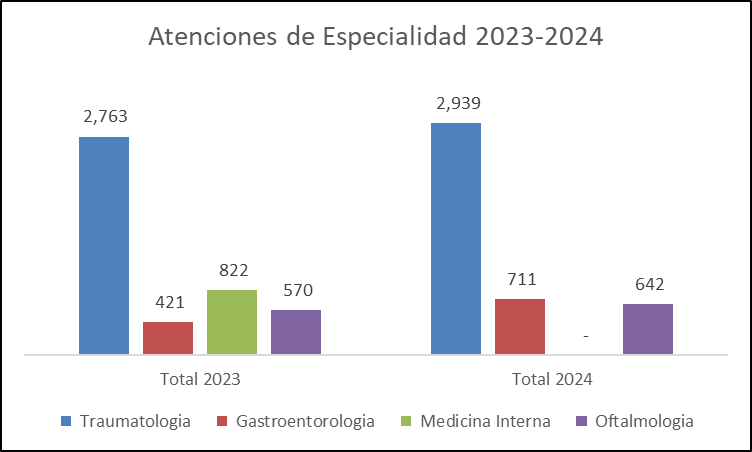 Atenciones de Especialidad 2023-2024
2,763
421
822
570
2,939
711
-
642
Total 2023
Total 2024
Traumatologia
Gastroentorologia
Medicina Interna
Oftalmologia